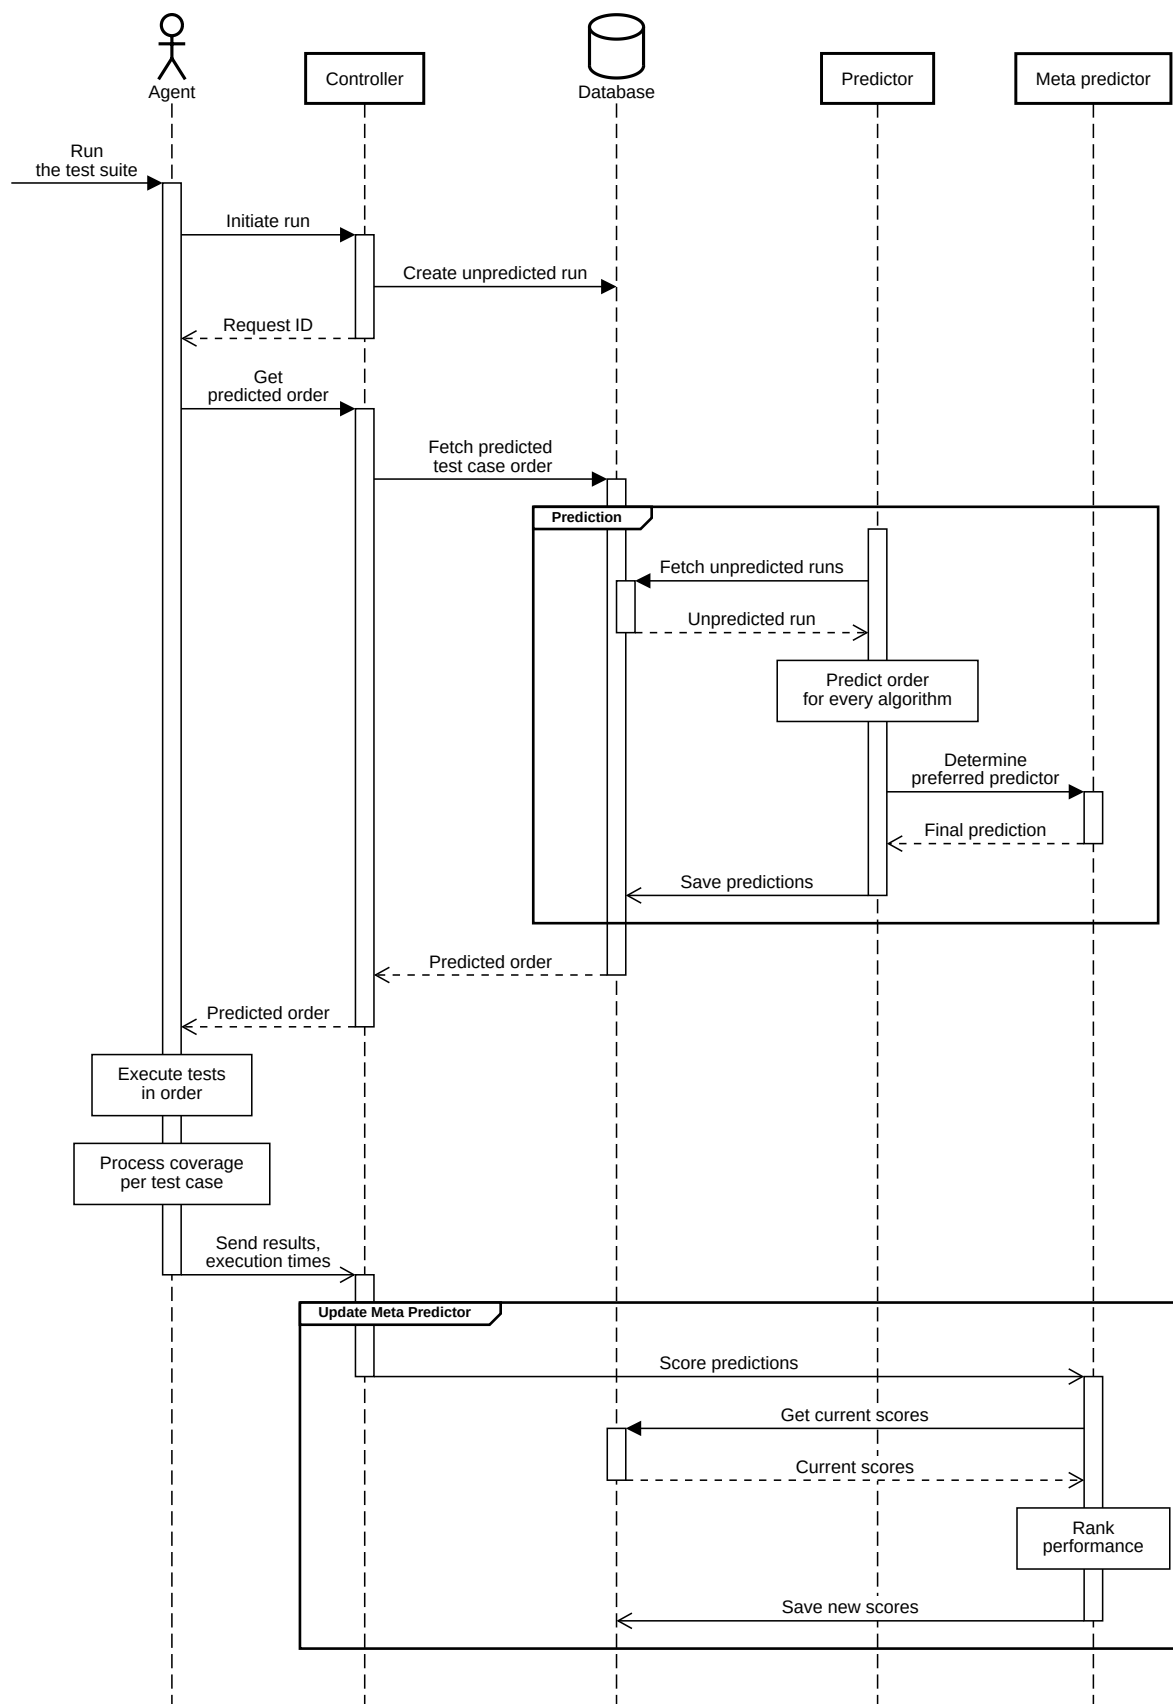 Agent
Controller
Database
Predictor
Meta predictor
Run
the test suite
Initiate run
Create unpredicted run
Request ID
Get
predicted order
Fetch predicted
test case order
Prediction
Fetch unpredicted runs
Unpredicted run
Predict order
for every algorithm
Determine
preferred predictor
Final prediction
Save predictions
Predicted order
Predicted order
Execute tests
in order
Process coverage
per test case
Send results,
execution times
Update Meta Predictor
Score predictions
Get current scores
Current scores
Rank
performance
Save new scores